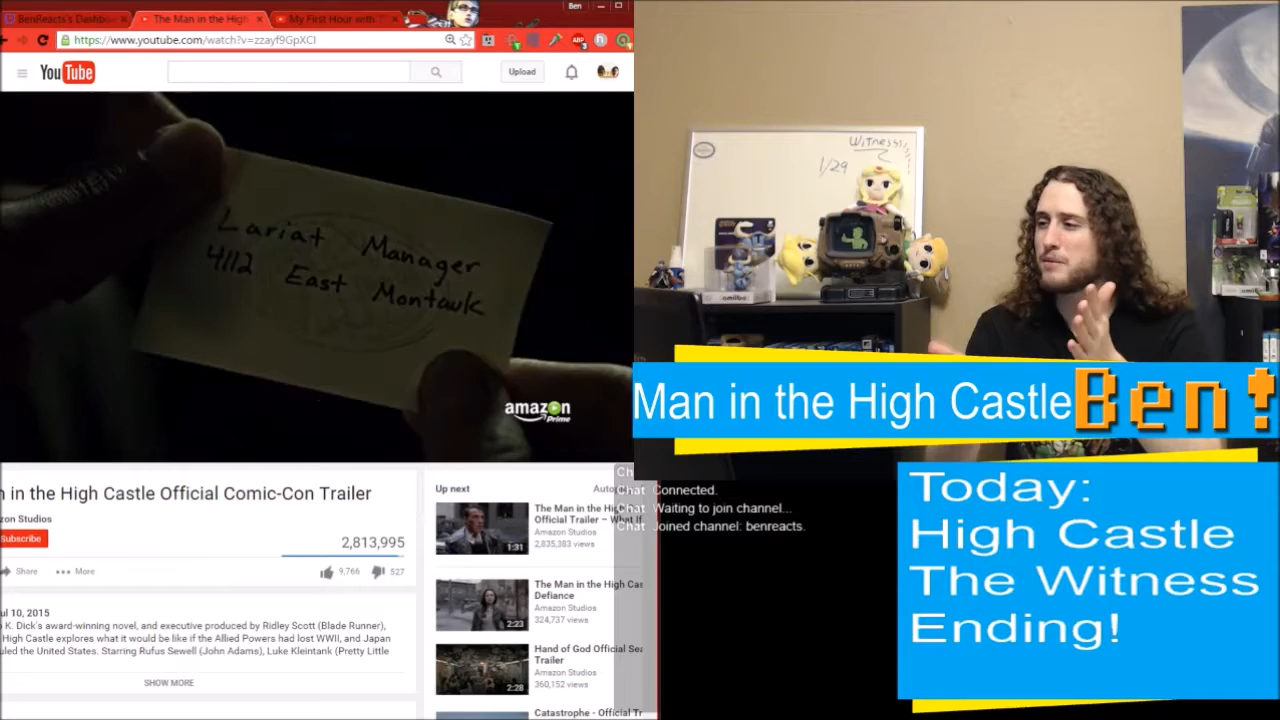 BenReacts's Dashbo
The Man in the High
My First Hour with
Ben
https://www.youtube.com/watch?v=zzayf9GpXCI
YouTube
Upload
Lariat Manager
4112 East Montauk
amazon
Prime
n in the High Castle Official Comic-Con Trailer
zon Studios
Subscribe
2,813,995
Share
More
9,766
527
ul 10, 2015
K. Dick's award-winning novel, and executive produced by Ridley Scott (Blade Runner),
High Castle explores what it would be like if the Allied Powers had lost WWII, and Japan
uled the United States. Starring Rufus Sewell (John Adams), Luke Kleintank (Pretty Little
SHOW MORE
Up next
The Man in the High
Official Trailer – What If
Amazon Studios
2,835,383 views
1:31
The Man in the High Cas
Defiance
Amazon Studios
324,737 views
2:23
Hand of God Official Sea
Trailer
Amazon Studios
360,152 views
2:28
Catastrophe - Official Tr
Chat Connected.
Chat Waiting to join channel...
Chat Joined channel: benreacts.
Witness
1/29
amiibo
Man in the High Castle
Ben!
Today:
High Castle
The Witness
Ending!